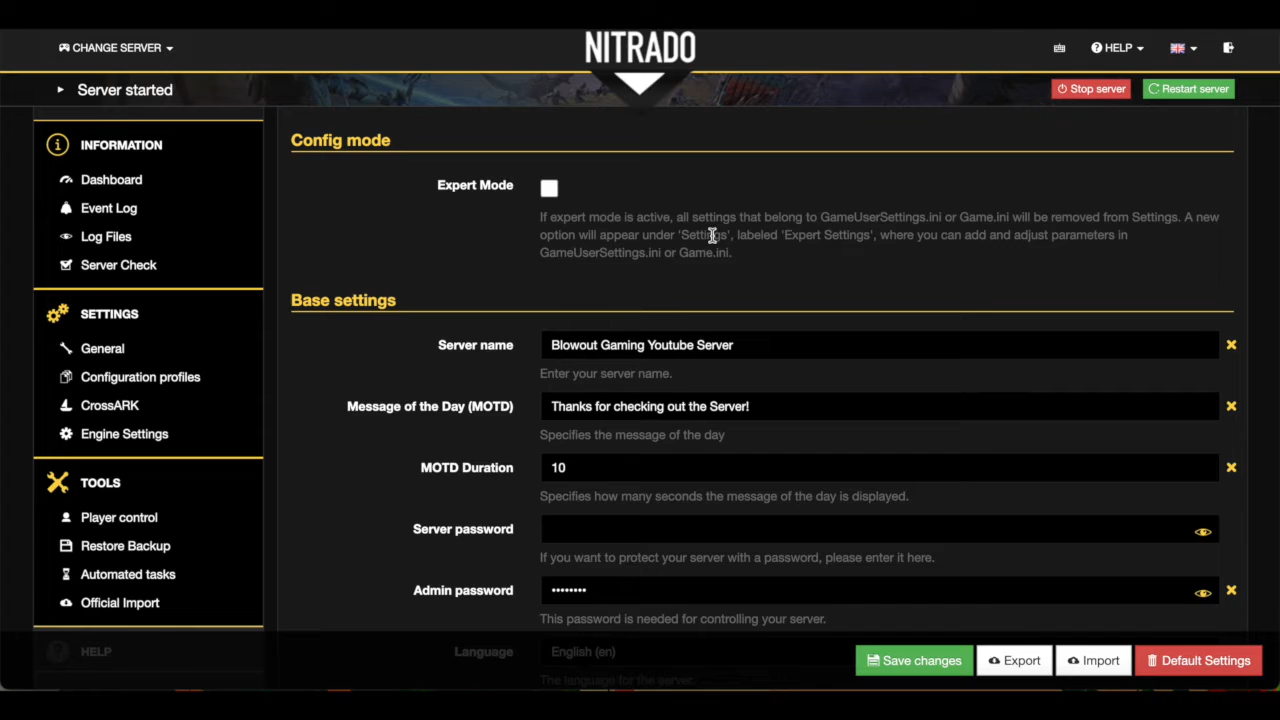 CHANGE SERVER
NITRADO
HELP
Server started
Stop server
Restart server
INFORMATION
Dashboard
Event Log
Log Files
Server Check
SETTINGS
General
Configuration profiles
CrossARK
Engine Settings
TOOLS
Player control
Restore Backup
Automated tasks
Official Import
HELP
Config mode
Expert Mode
If expert mode is active, all settings that belong to GameUserSettings.ini or Game.ini will be removed from Settings. A new
option will appear under 'Settings', labeled 'Expert Settings', where you can add and adjust parameters in
GameUserSettings.ini or Game.ini.
Base settings
Server name
Blowout Gaming Youtube Server
Enter your server name.
Message of the Day (MOTD)
Thanks for checking out the Server!
Specifies the message of the day
MOTD Duration
10
Specifies how many seconds the message of the day is displayed.
Server password
If you want to protect your server with a password, please enter it here.
Admin password
••••••••
This password is needed for controlling your server.
Language
English (en)
The language for the server.
Save changes
Export
Import
Default Settings